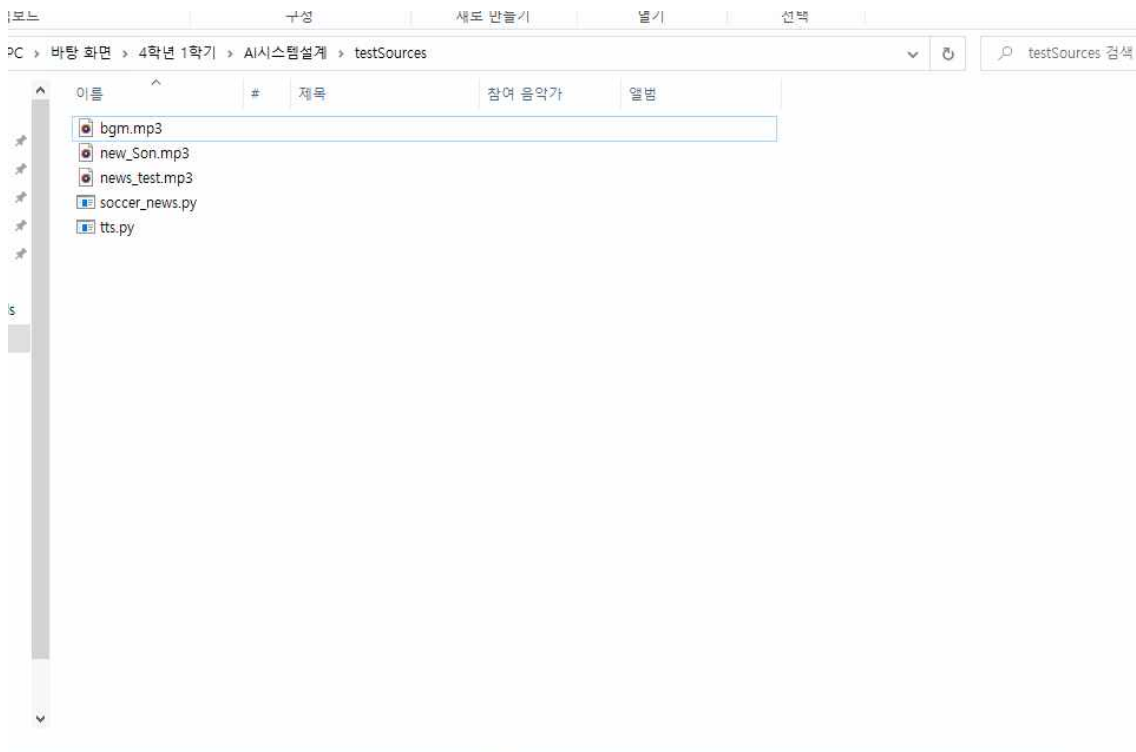 구성 새로 만들기 열기 선택
PC › 바탕 화면 › 4학년 1학기 › AI시스템설계 › testSources testSources 검색
이름 # 제목 참여 음악가 앨범
bgm.mp3
new_Son.mp3
news_test.mp3
soccer_news.py
tts.py